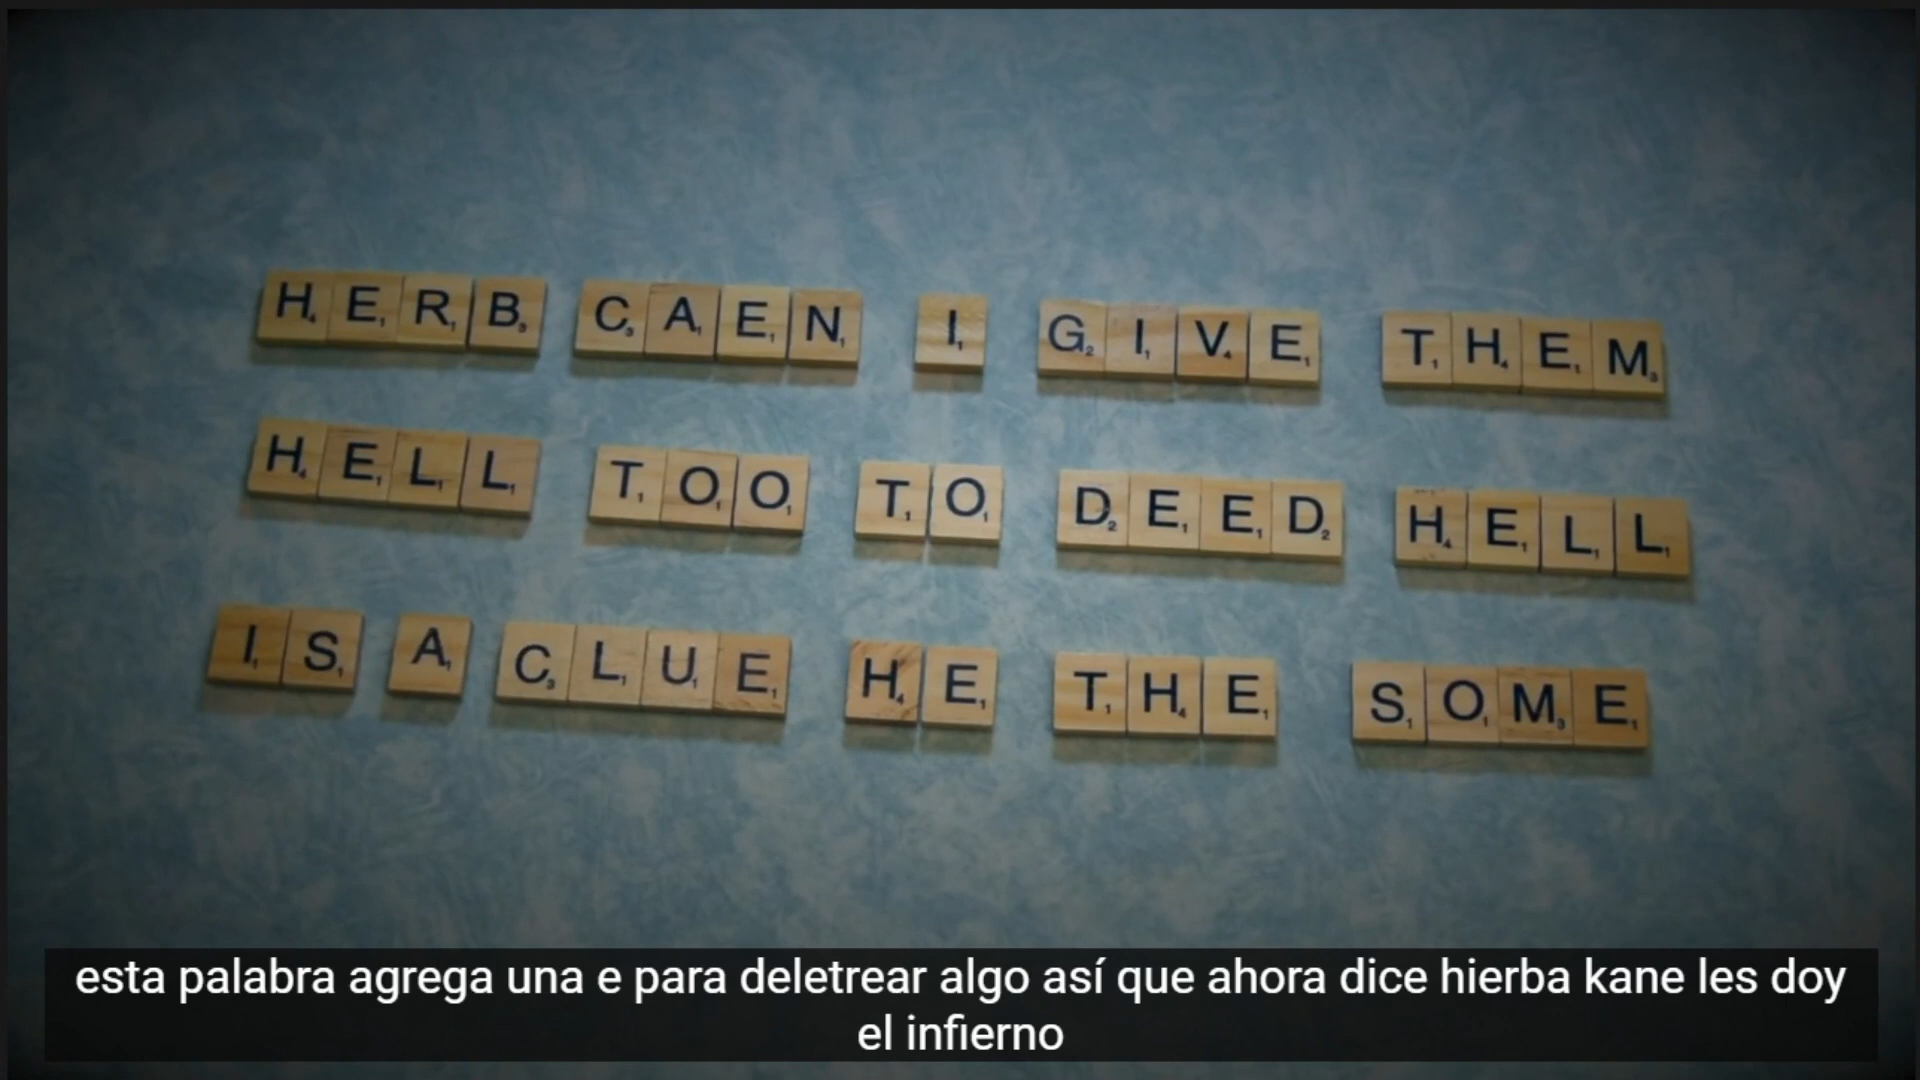 HERB CAEN I GIVE THEM
HELL TOO TO DEED HELL
IS A CLUE HE THE SOME
esta palabra agrega una e para deletrear algo así que ahora dice hierba kane les doy
el infierno